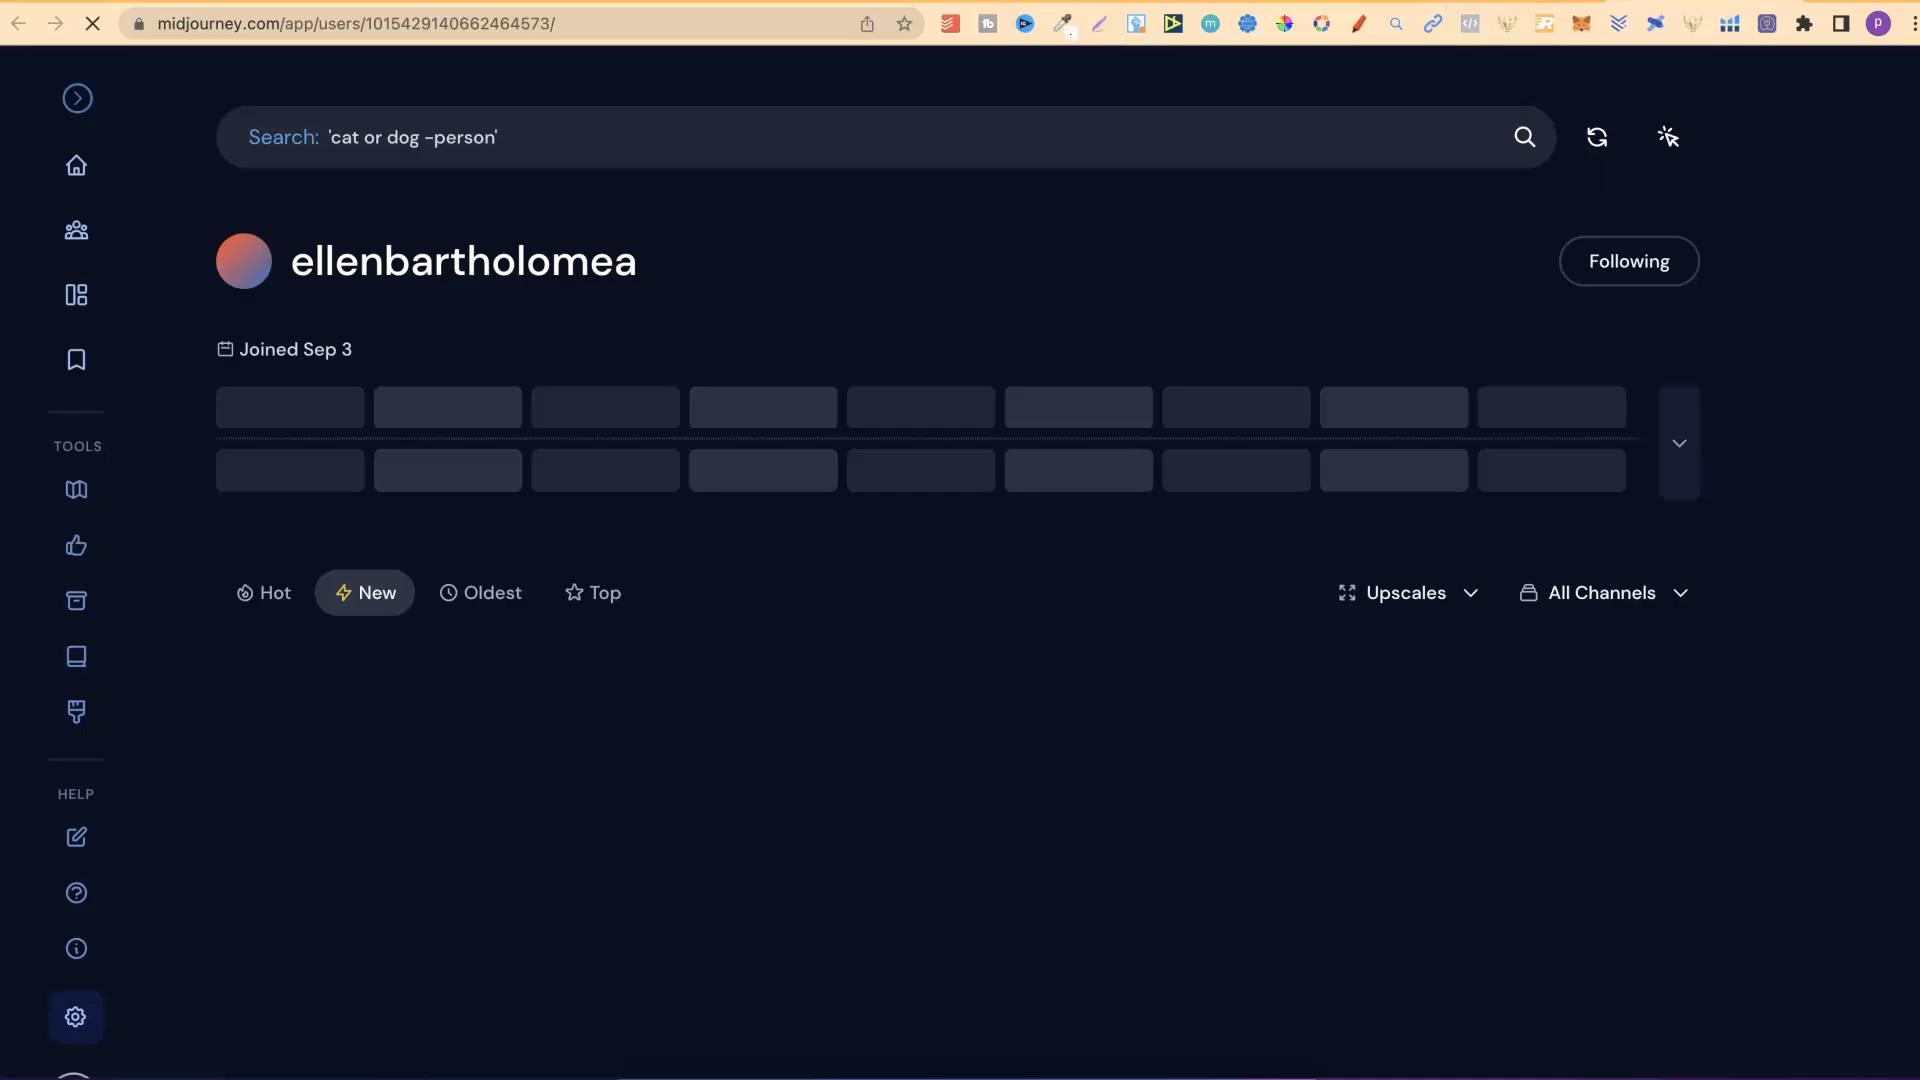 midjourney.com/app/users/1015429140662464573/
Search: 'cat or dog -person'
ellenbartholomea
Following
Joined Sep 3
TOOLS
Hot
New
Oldest
Top
Upscales
All Channels
HELP